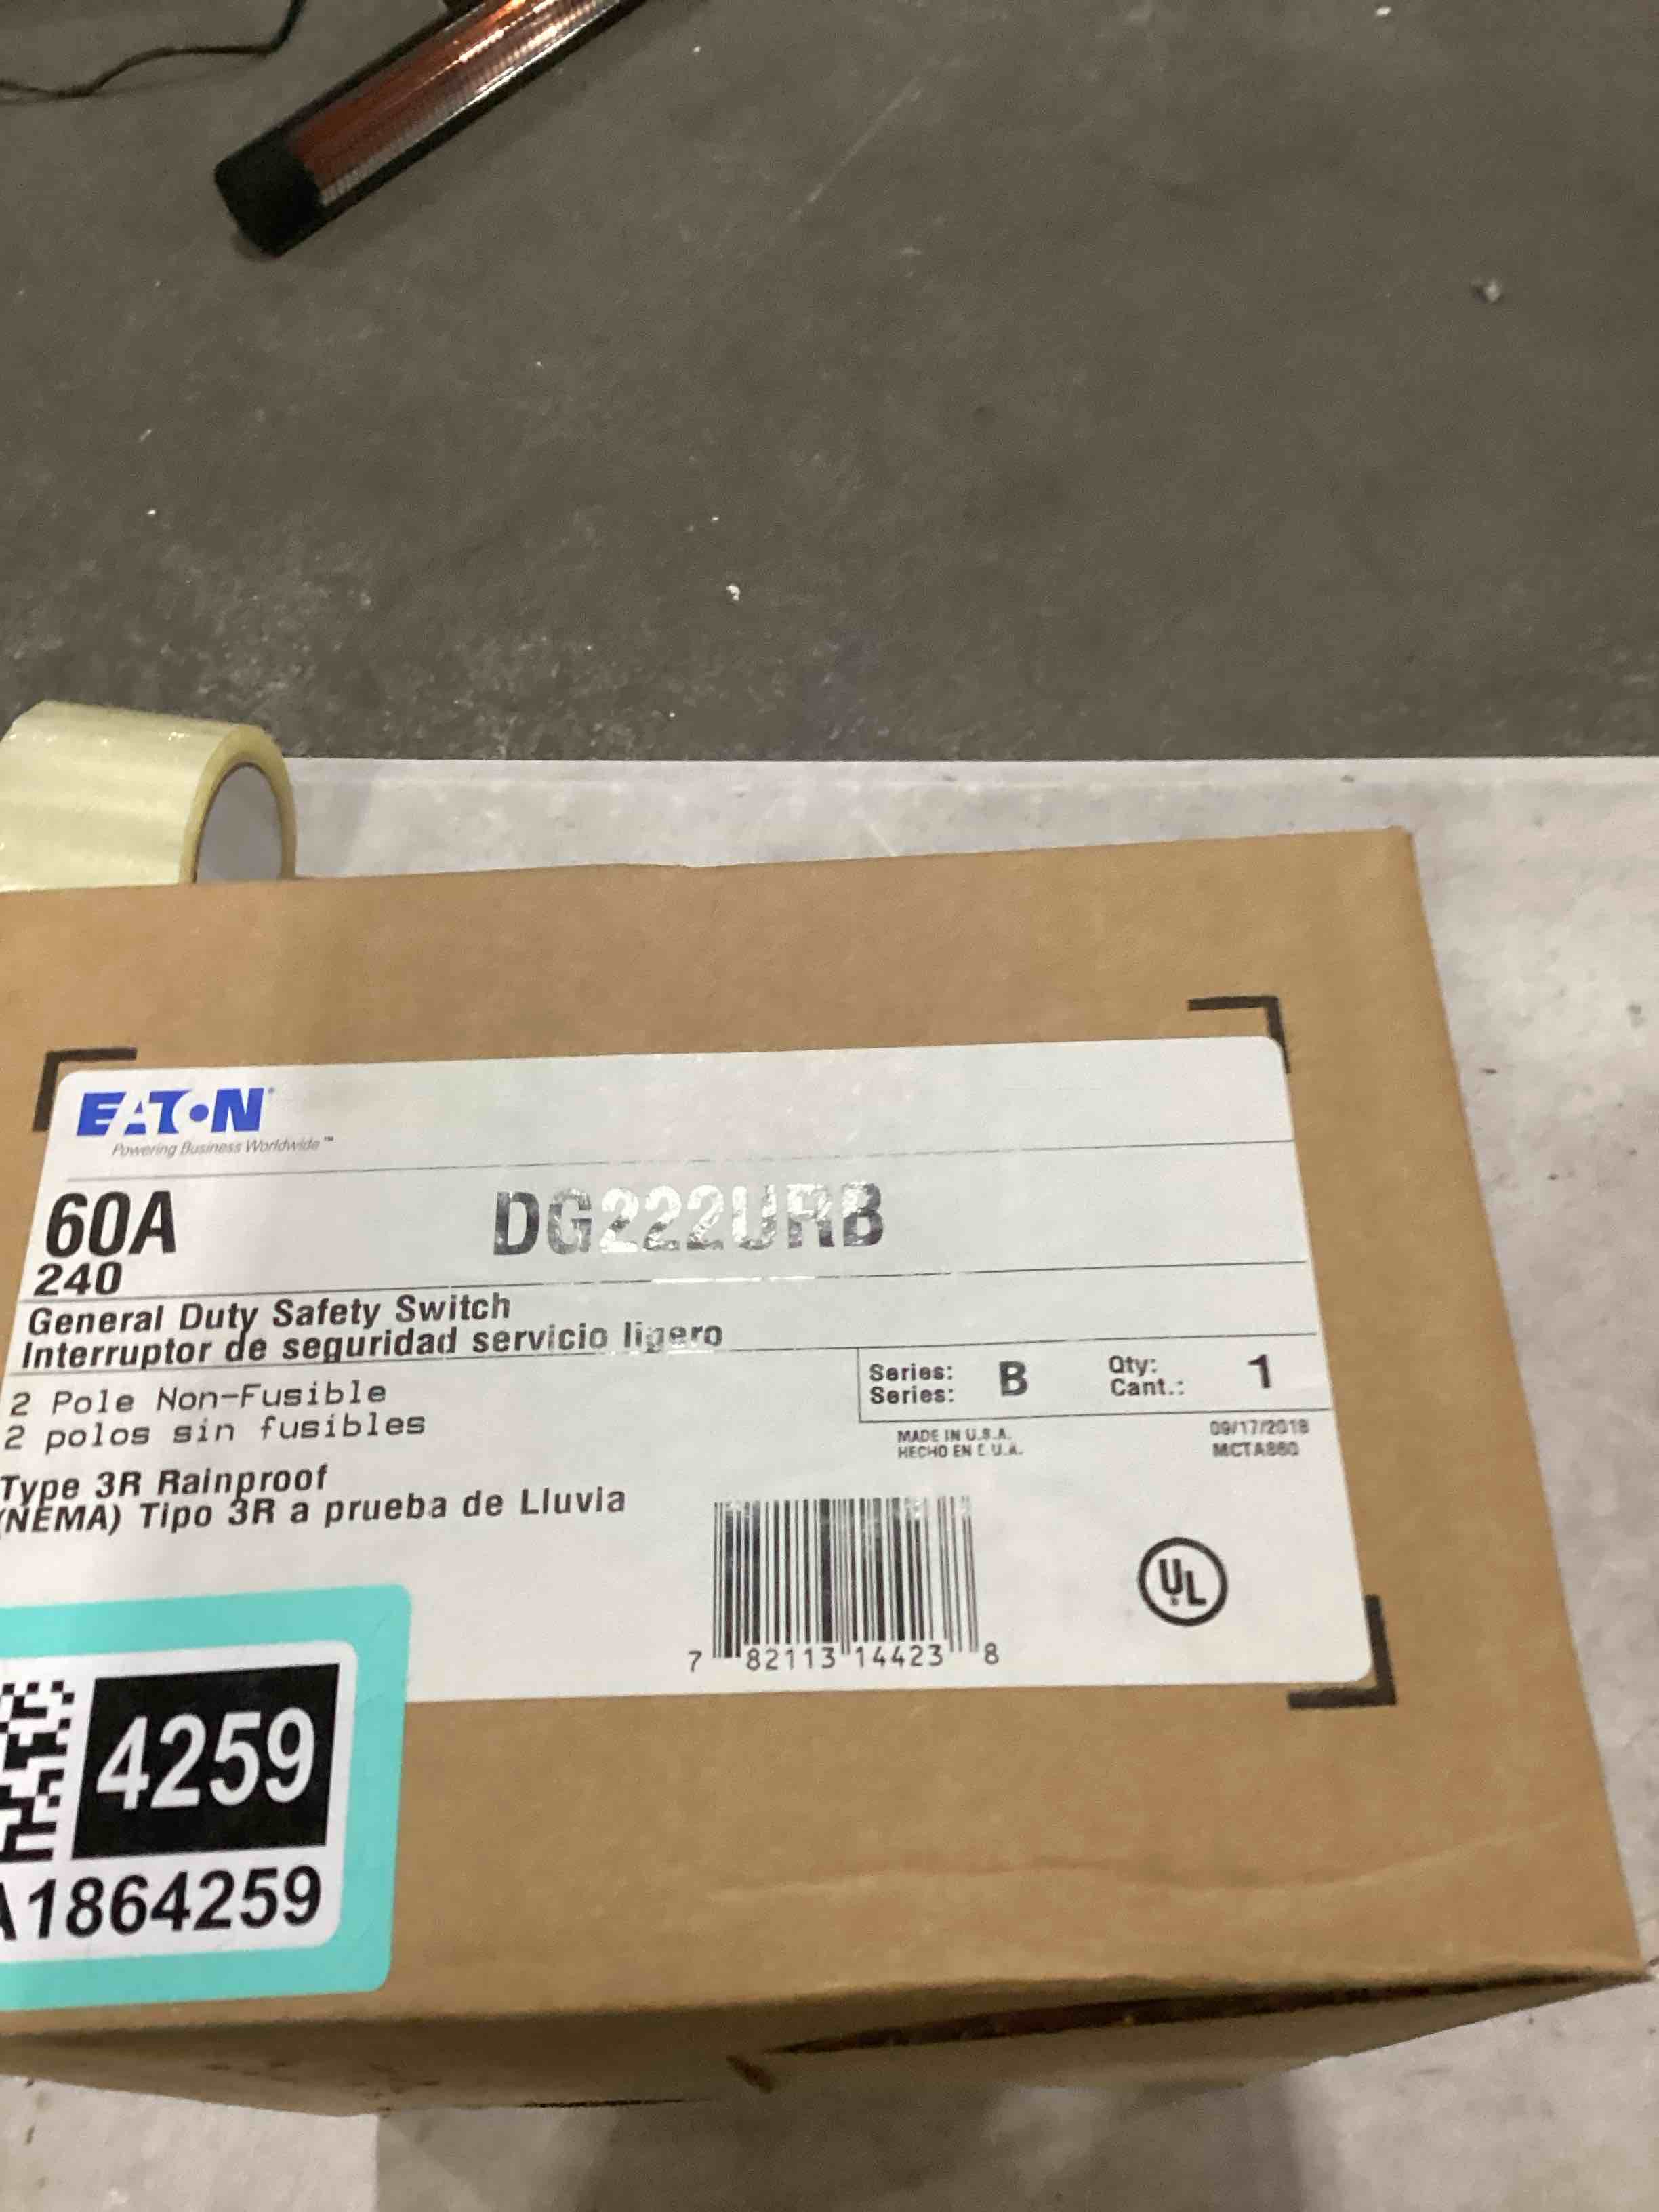 EATON
Powering Business Worldwide™
60A DG222URB
240
General Duty Safety Switch
Interruptor de seguridad servicio ligero
2 Pole Non-Fusible
2 polos sin fusibles
Series: B Qty: 1
Series: Cant.:
MADE IN U.S.A.
HECHO EN E.U.A.
09/17/2018
MCTA860
Type 3R Rainproof
(NEMA) Tipo 3R a prueba de Lluvia
7 82113 14423 8
UL
4259
A1864259